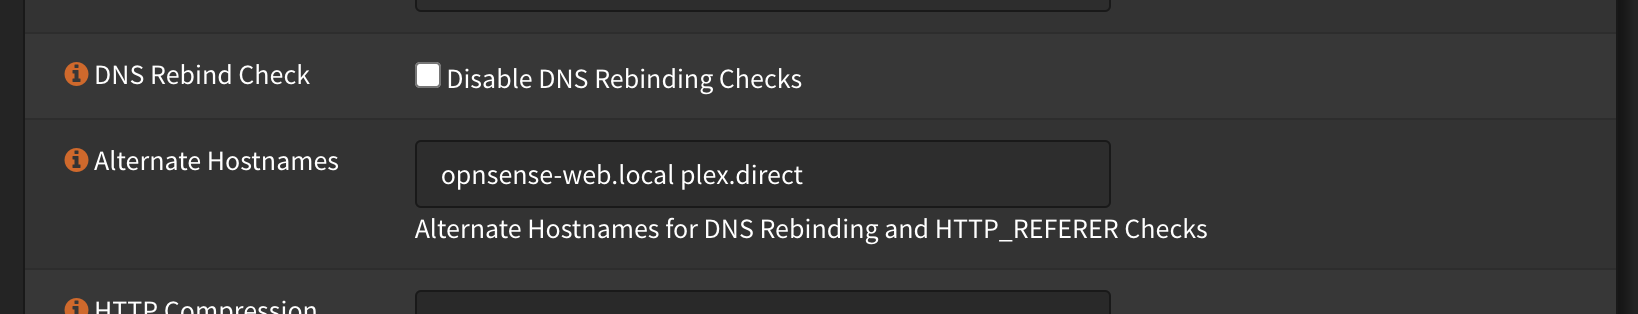 DNS Rebind Check
Disable DNS Rebinding Checks
Alternate Hostnames
opnsense-web.local plex.direct
Alternate Hostnames for DNS Rebinding and HTTP_REFERER Checks
HTTP Compression